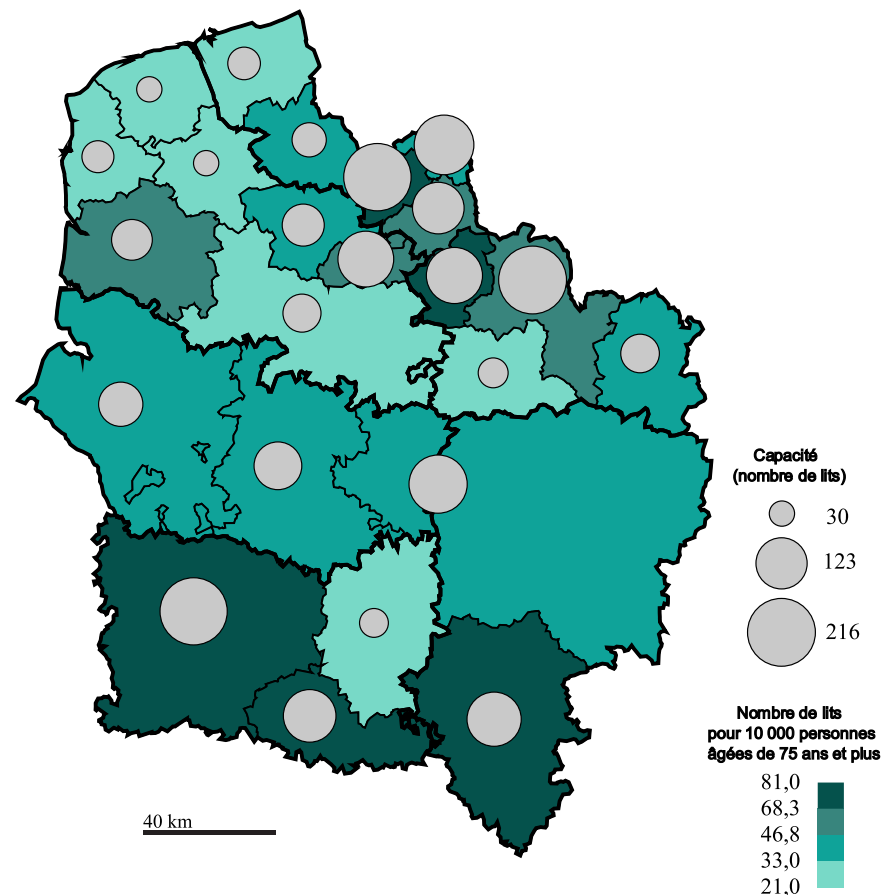 Capacité
(nombre de lits)
30
123
216
Nombre de lits
pour 10 000 personnes
âgées de 75 ans et plus
81,0
68,3
46,8
33,0
21,0
40 km